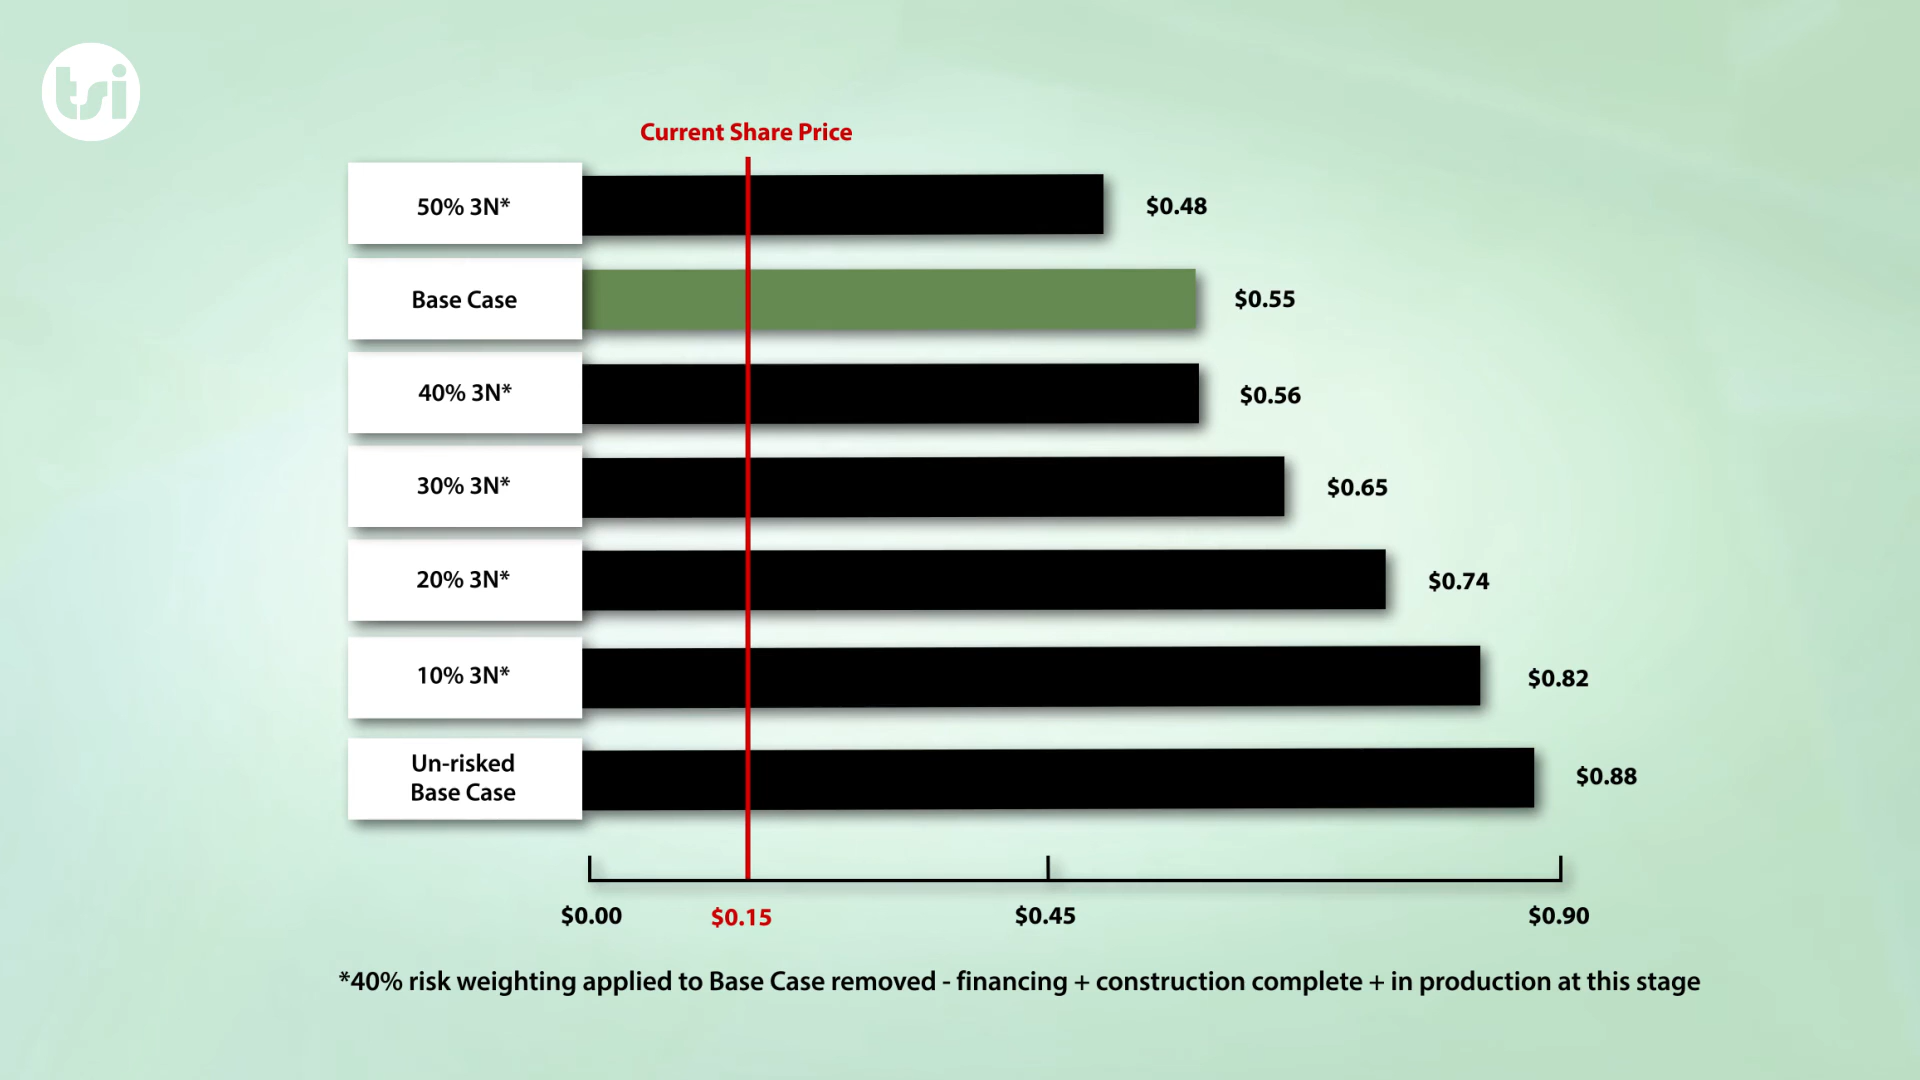 tsi
Current Share Price
50% 3N*
$0.48
Base Case
$0.55
40% 3N*
$0.56
30% 3N*
$0.65
20% 3N*
$0.74
10% 3N*
$0.82
Un-risked
Base Case
$0.88
$0.00
$0.15
$0.45
$0.90
*40% risk weighting applied to Base Case removed - financing + construction complete + in production at this stage